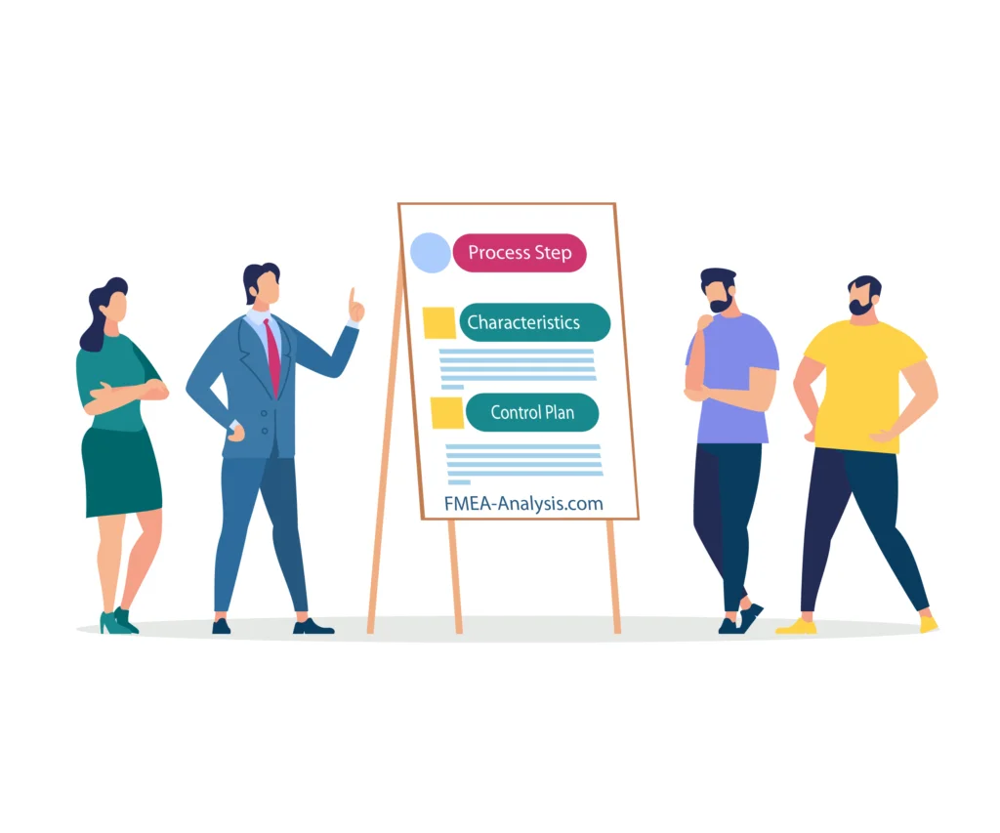 Process Step
Characteristics
Control Plan
FMEA-Analysis.com